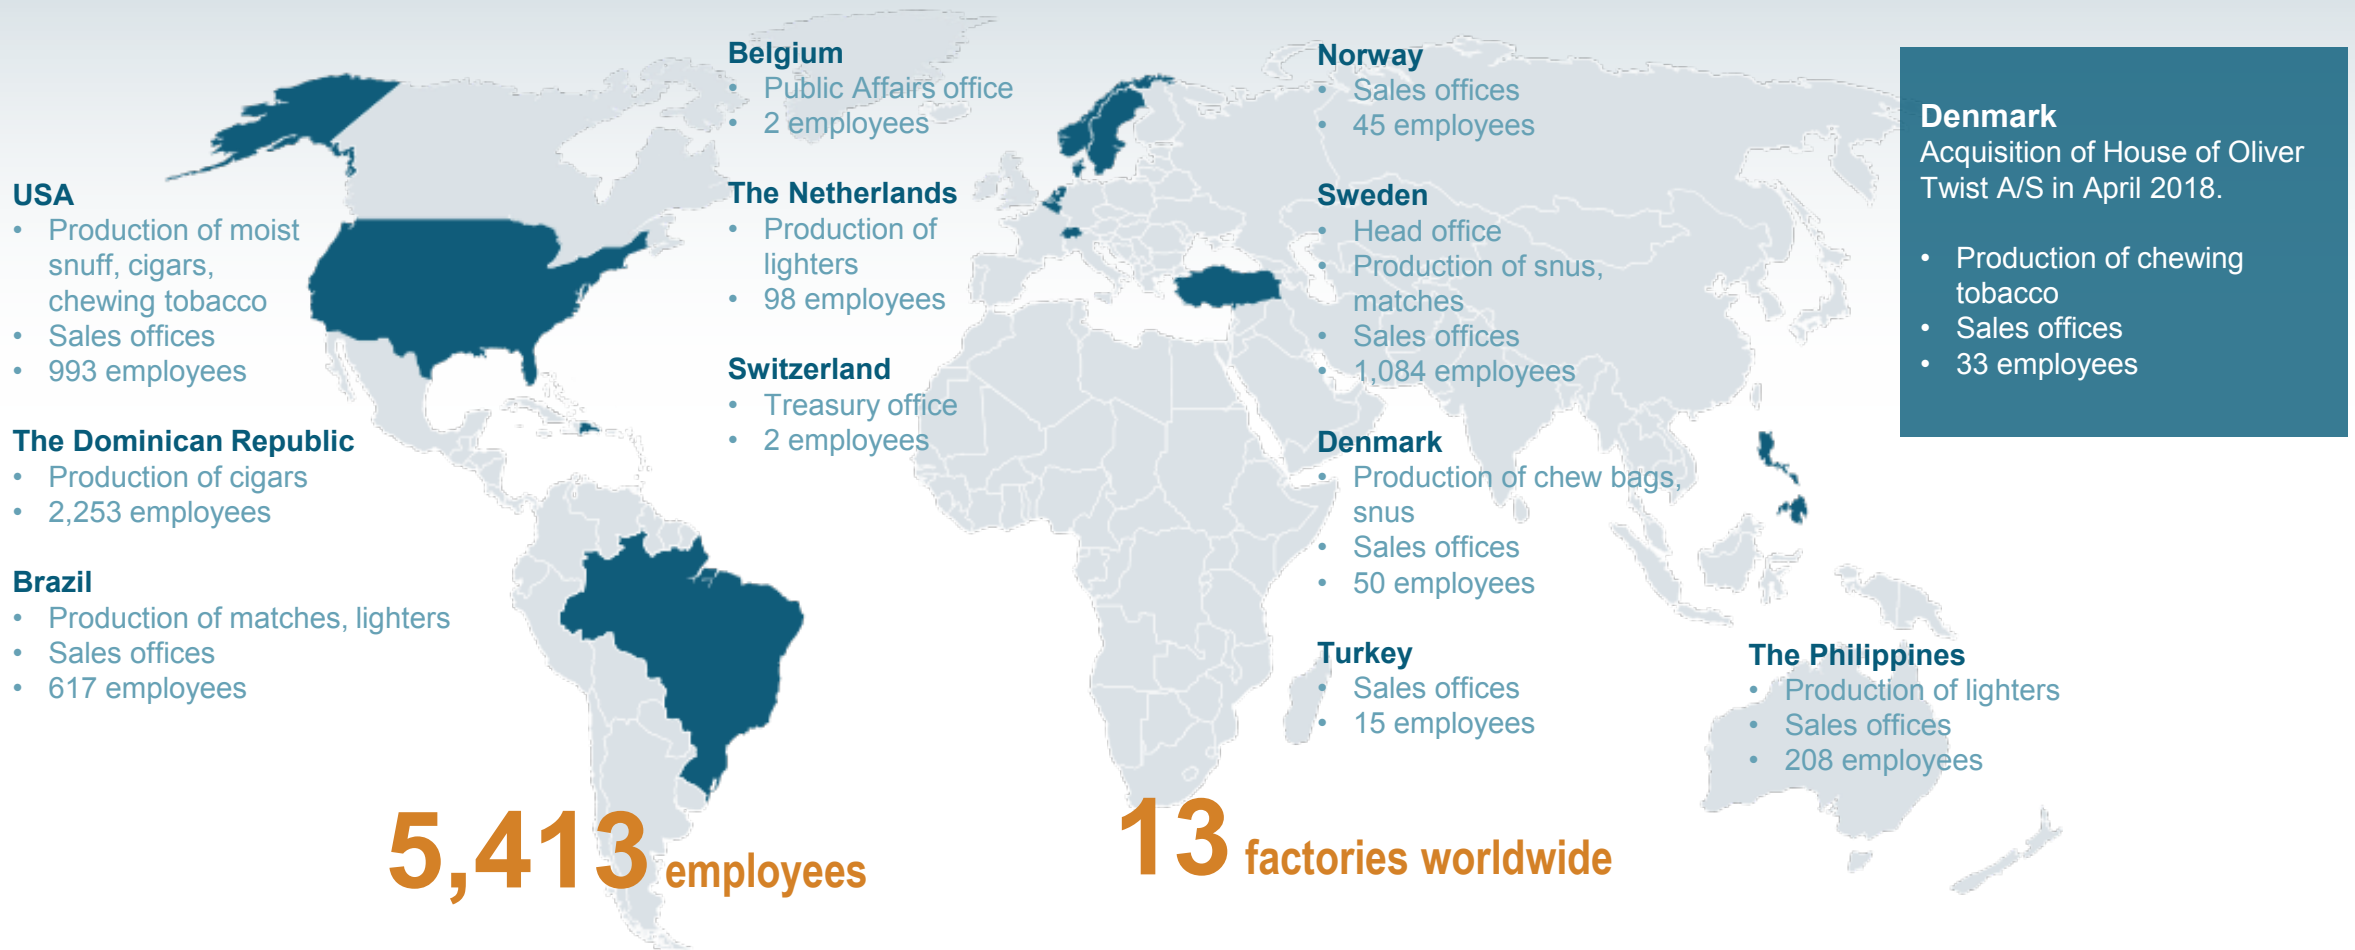 USA
• Production of moist
snuff, cigars,
chewing tobacco
• Sales offices
• 993 employees
The Dominican Republic
• Production of cigars
• 2,253 employees
Brazil
• Production of matches, lighters
• Sales offices
• 617 employees
Belgium
• Public Affairs office
• 2 employees
The Netherlands
• Production of
lighters
• 98 employees
Switzerland
• Treasury office
• 2 employees
Norway
• Sales offices
• 45 employees
Sweden
• Head office
• Production of snus,
matches
• Sales offices
• 1,084 employees
Denmark
• Production of chew bags,
snus
• Sales offices
• 50 employees
Turkey
• Sales offices
• 15 employees
The Philippines
• Production of lighters
• Sales offices
• 208 employees
Denmark
Acquisition of House of Oliver
Twist A/S in April 2018.
• Production of chewing
tobacco
• Sales offices
• 33 employees
5,413 employees
13 factories worldwide